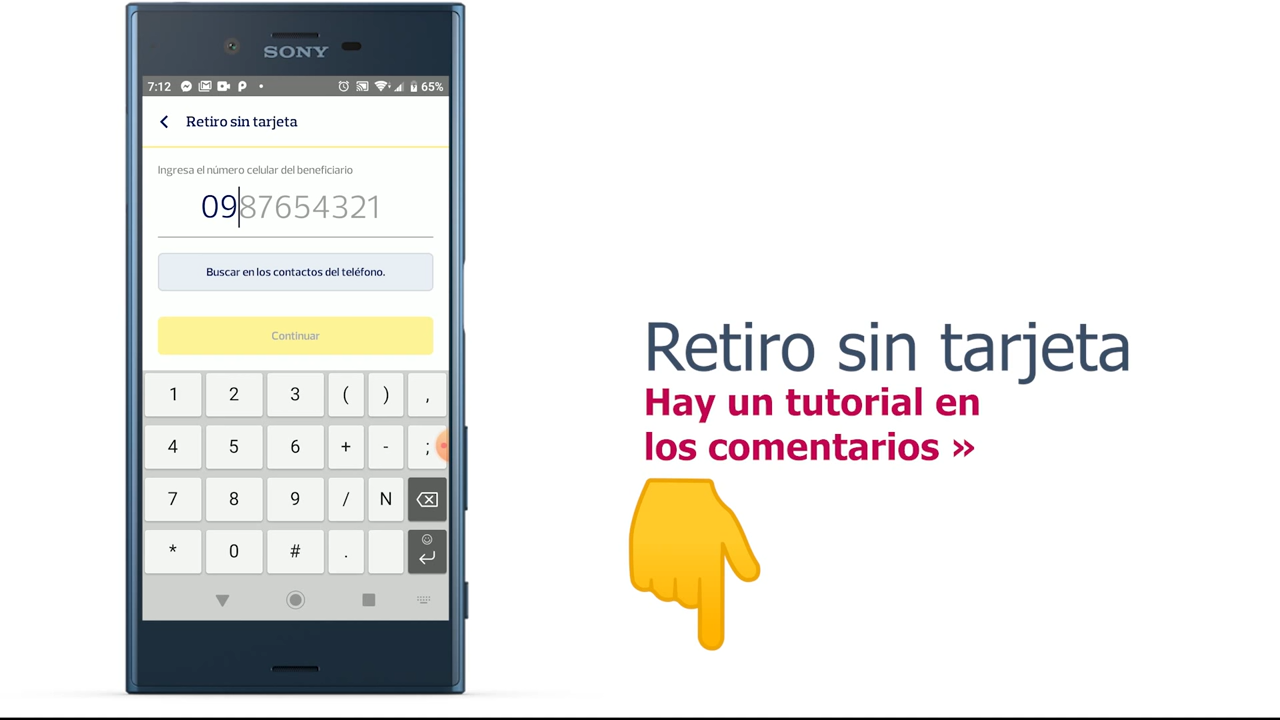 SONY
7:12
65%
Retiro sin tarjeta
Ingresa el número celular del beneficiario
0987654321
Buscar en los contactos del teléfono.
Continuar
1 2 3 ( ) ,
4 5 6 + - ;
7 8 9 / N
* 0 # .
Retiro sin tarjeta
Hay un tutorial en
los comentarios »